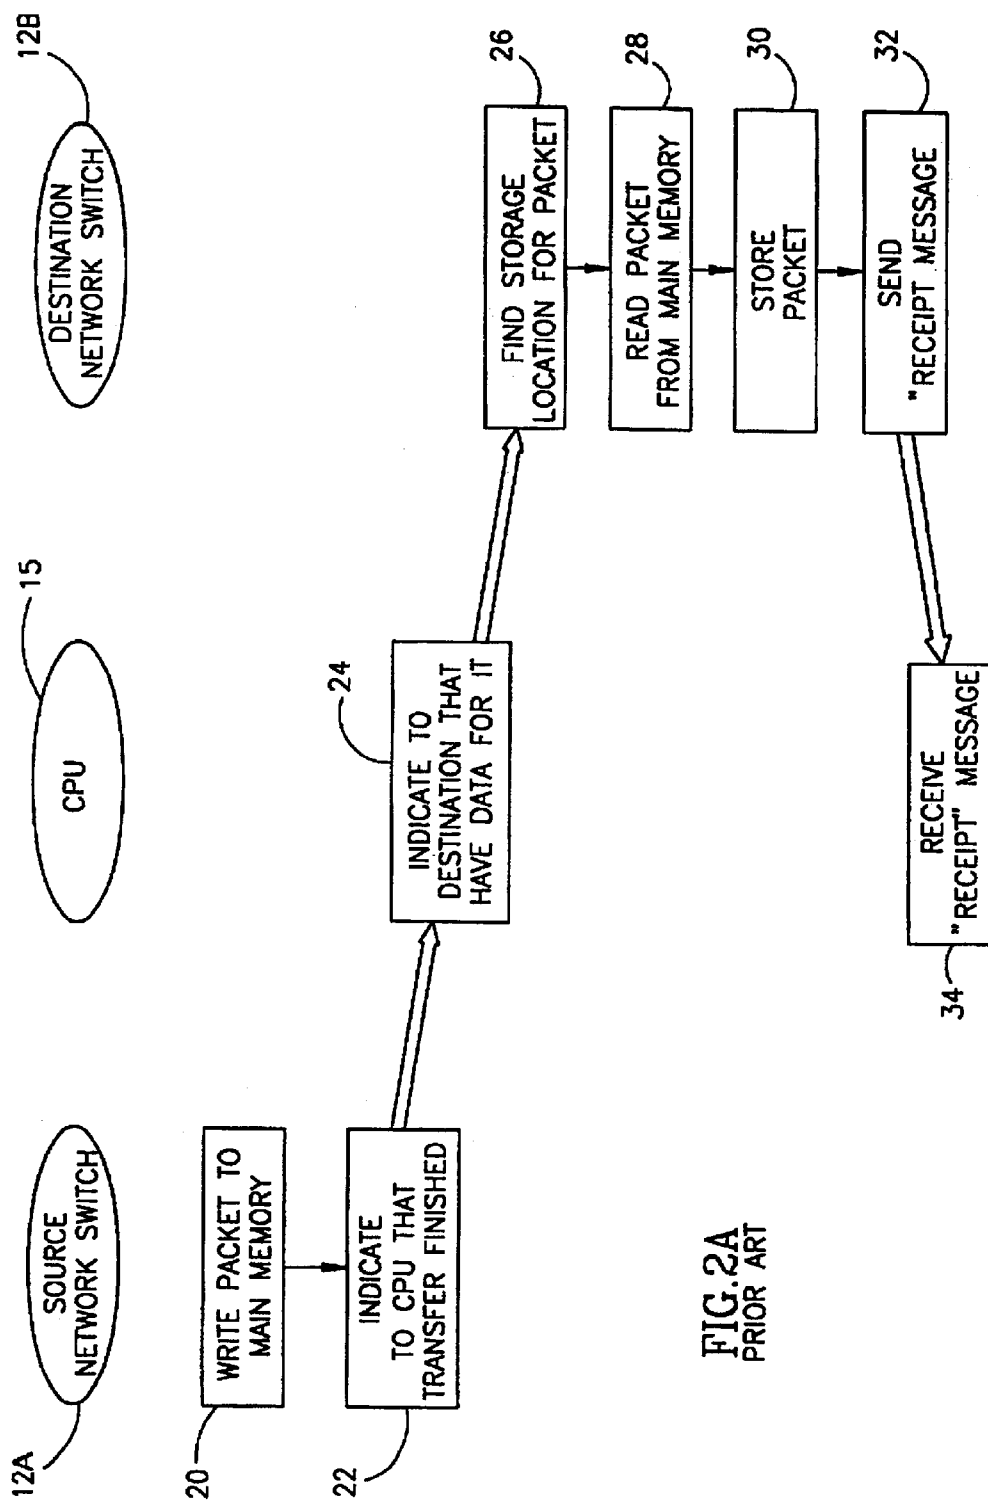 12A
SOURCE
NETWORK SWITCH
15
CPU
12B
DESTINATION
NETWORK SWITCH
20
WRITE PACKET TO
MAIN MEMORY
22
INDICATE
TO CPU THAT
TRANSFER FINISHED
24
INDICATE TO
DESTINATION THAT
HAVE DATA FOR IT
26
FIND STORAGE
LOCATION FOR PACKET
28
READ PACKET
FROM MAIN MEMORY
30
STORE
PACKET
32
SEND
"RECEIPT MESSAGE"
34
RECEIVE
"RECEIPT" MESSAGE
FIG.2A
PRIOR ART